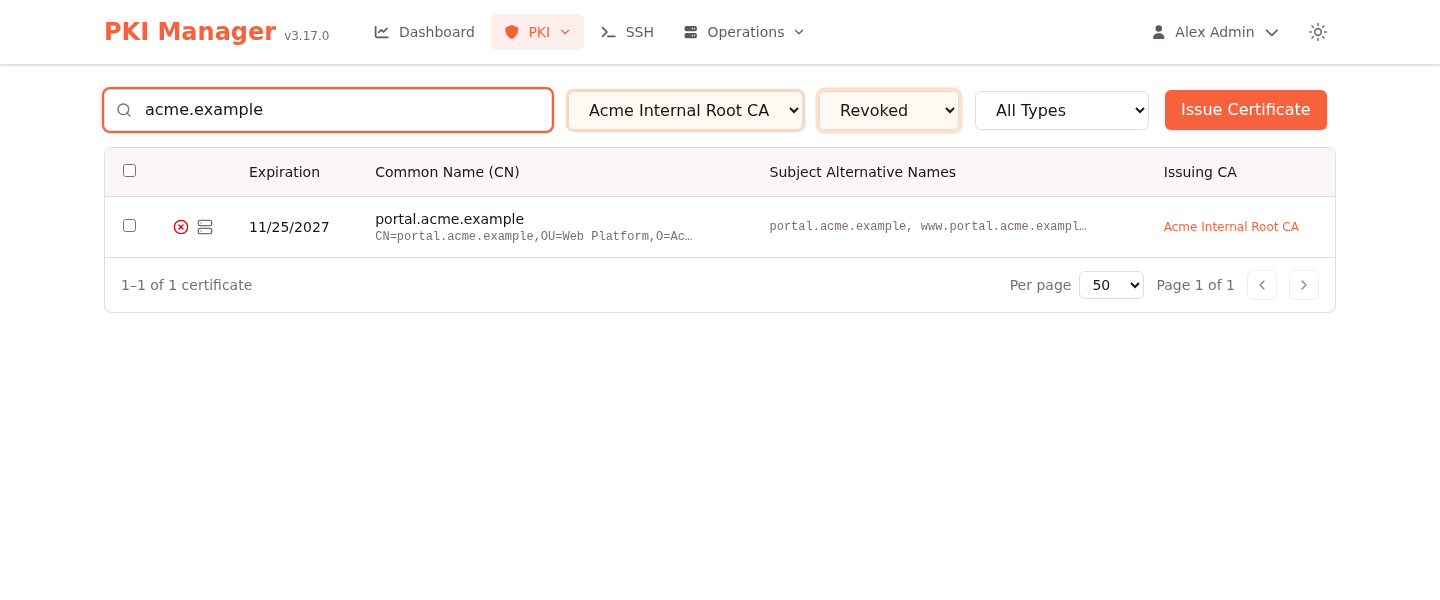 PKI Manager v3.17.0 Dashboard PKI SSH Operations Alex Admin
acme.example Acme Internal Root CA Revoked All Types Issue Certificate
Expiration Common Name (CN) Subject Alternative Names Issuing CA
11/25/2027 portal.acme.example portal.acme.example, www.portal.acme.exampl… Acme Internal Root CA
CN=portal.acme.example,OU=Web Platform,O=Ac…
1–1 of 1 certificate Per page 50 Page 1 of 1